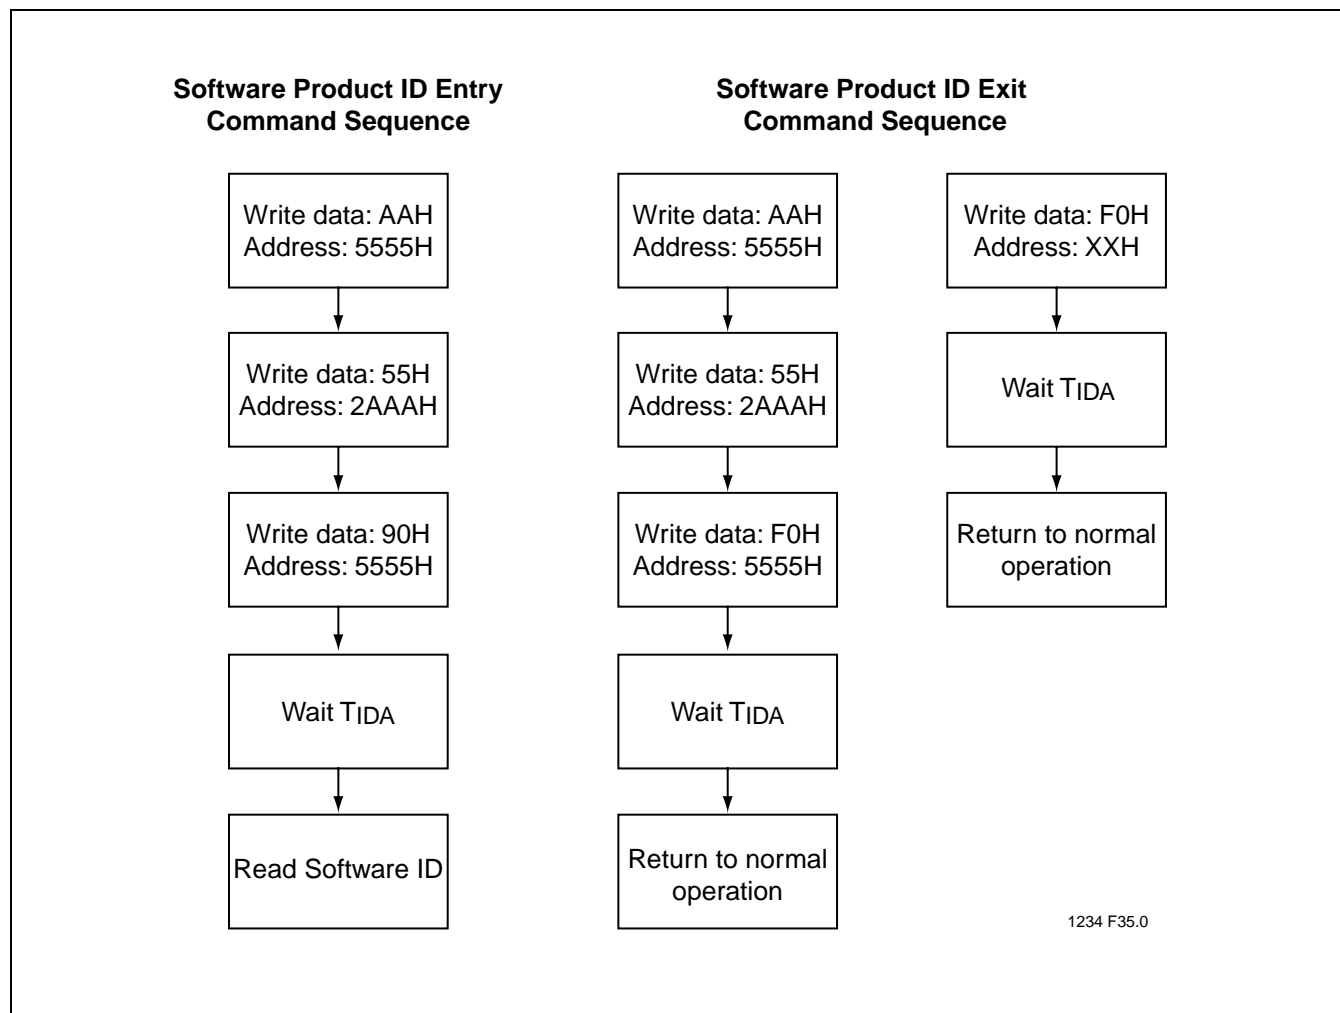 Software Product ID Entry
Command Sequence
Write data: AAH
Address: 5555H
Write data: 55H
Address: 2AAAH
Write data: 90H
Address: 5555H
Wait TIDA
Read Software ID
Software Product ID Exit
Command Sequence
Write data: AAH
Address: 5555H
Write data: 55H
Address: 2AAAH
Write data: F0H
Address: 5555H
Wait TIDA
Return to normal
operation
Write data: F0H
Address: XXH
Wait TIDA
Return to normal
operation
1234 F35.0